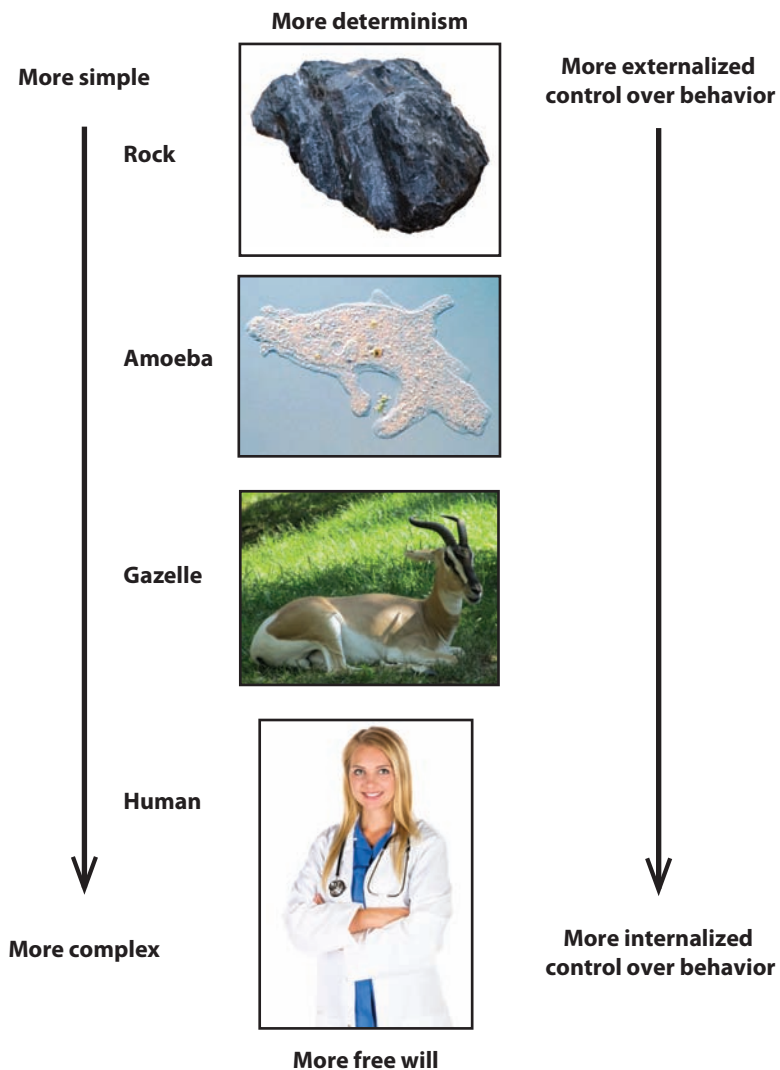 More determinism
More simple
More externalized
control over behavior
Rock
Amoeba
Gazelle
Human
More complex
More internalized
control over behavior
More free will